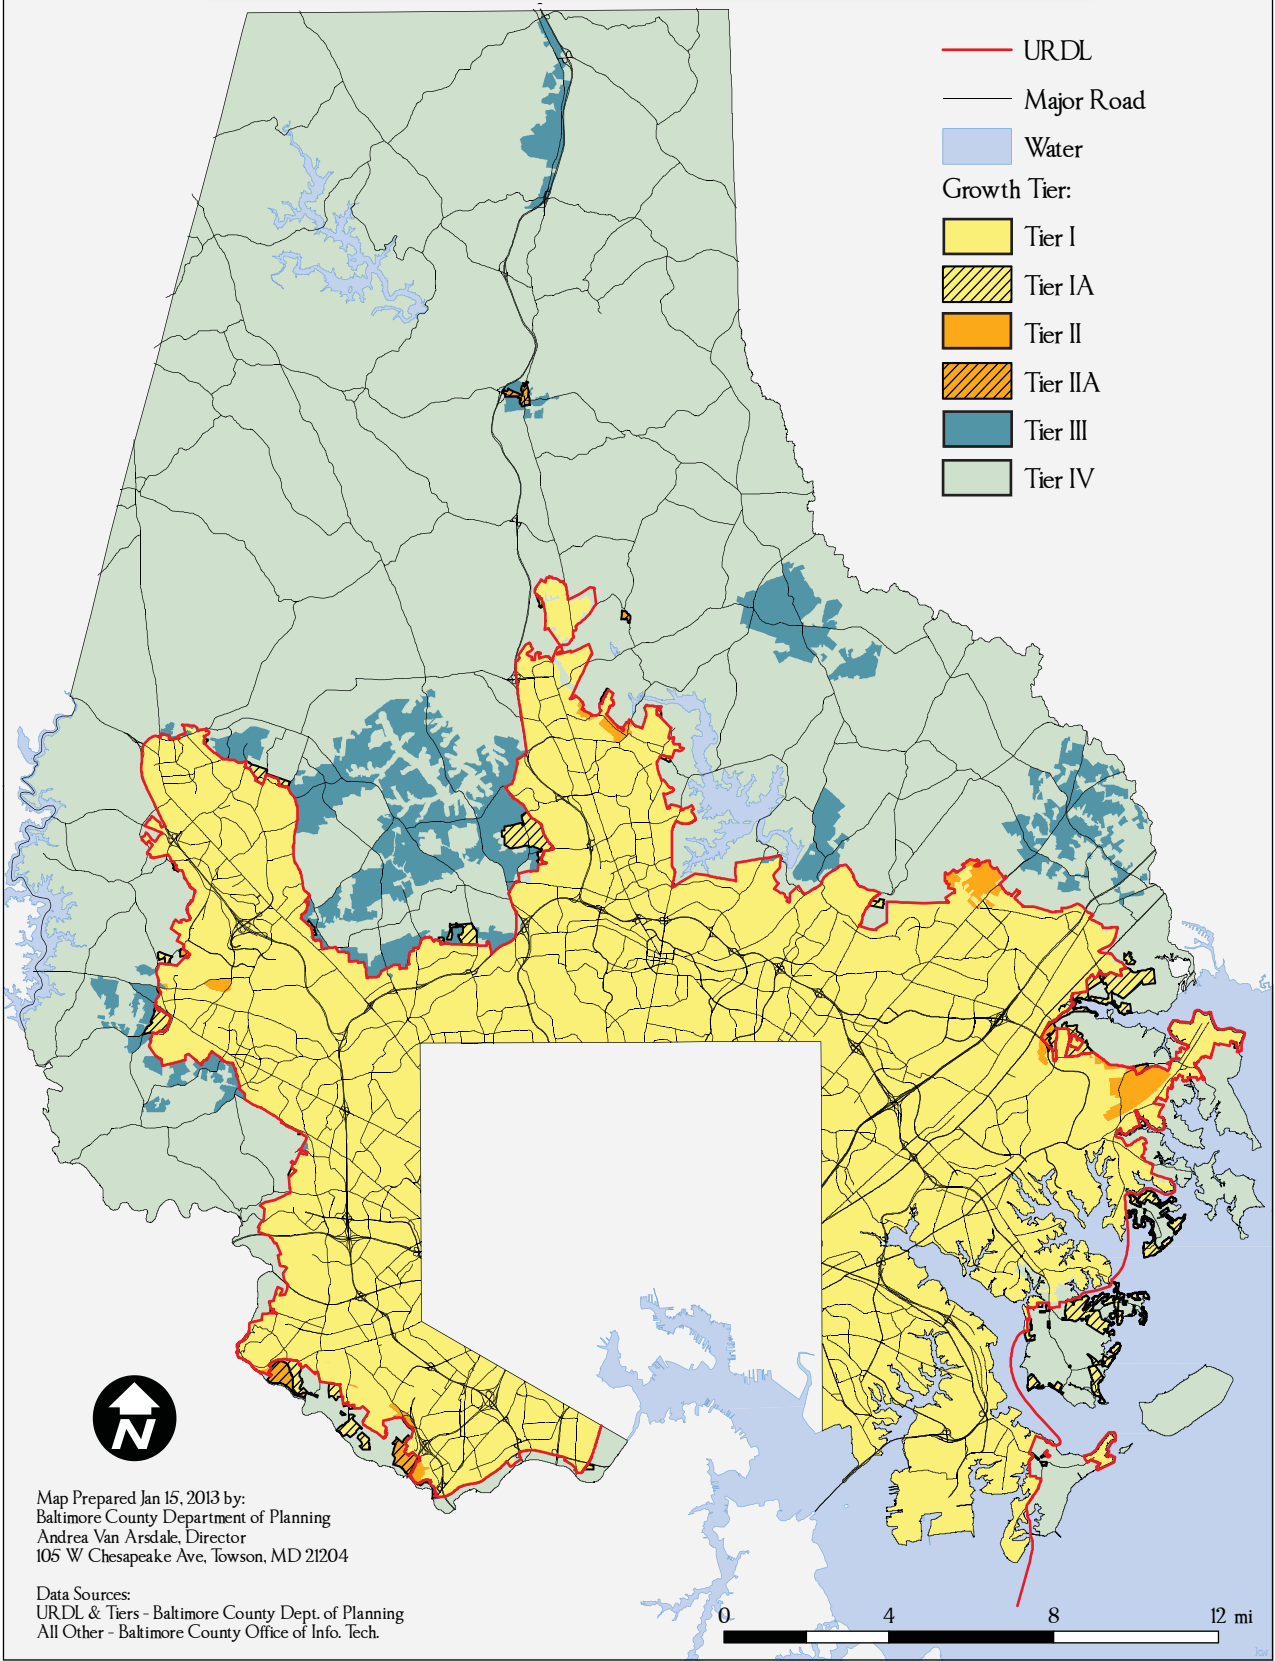 URDL
Major Road
Water
Growth Tier:
Tier I
Tier IA
Tier II
Tier IIA
Tier III
Tier IV
N
Map Prepared Jan 15, 2013 by:
Baltimore County Department of Planning
Andrea Van Arsdale, Director
105 W Chesapeake Ave, Towson, MD 21204
Data Sources:
URDL & Tiers - Baltimore County Dept. of Planning
All Other - Baltimore County Office of Info. Tech.
0 4 8 12 mi